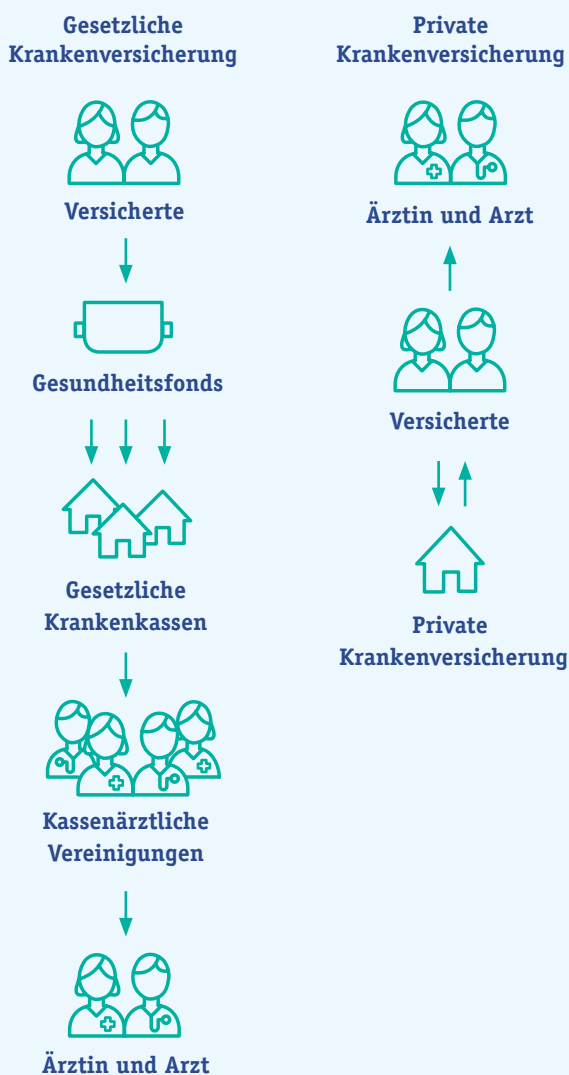 Gesetzliche
Krankenversicherung
Versicherte
Gesundheitsfonds
Gesetzliche
Krankenkassen
Kassenärztliche
Vereinigungen
Ärztin und Arzt
Private
Krankenversicherung
Ärztin und Arzt
Versicherte
Private
Krankenversicherung